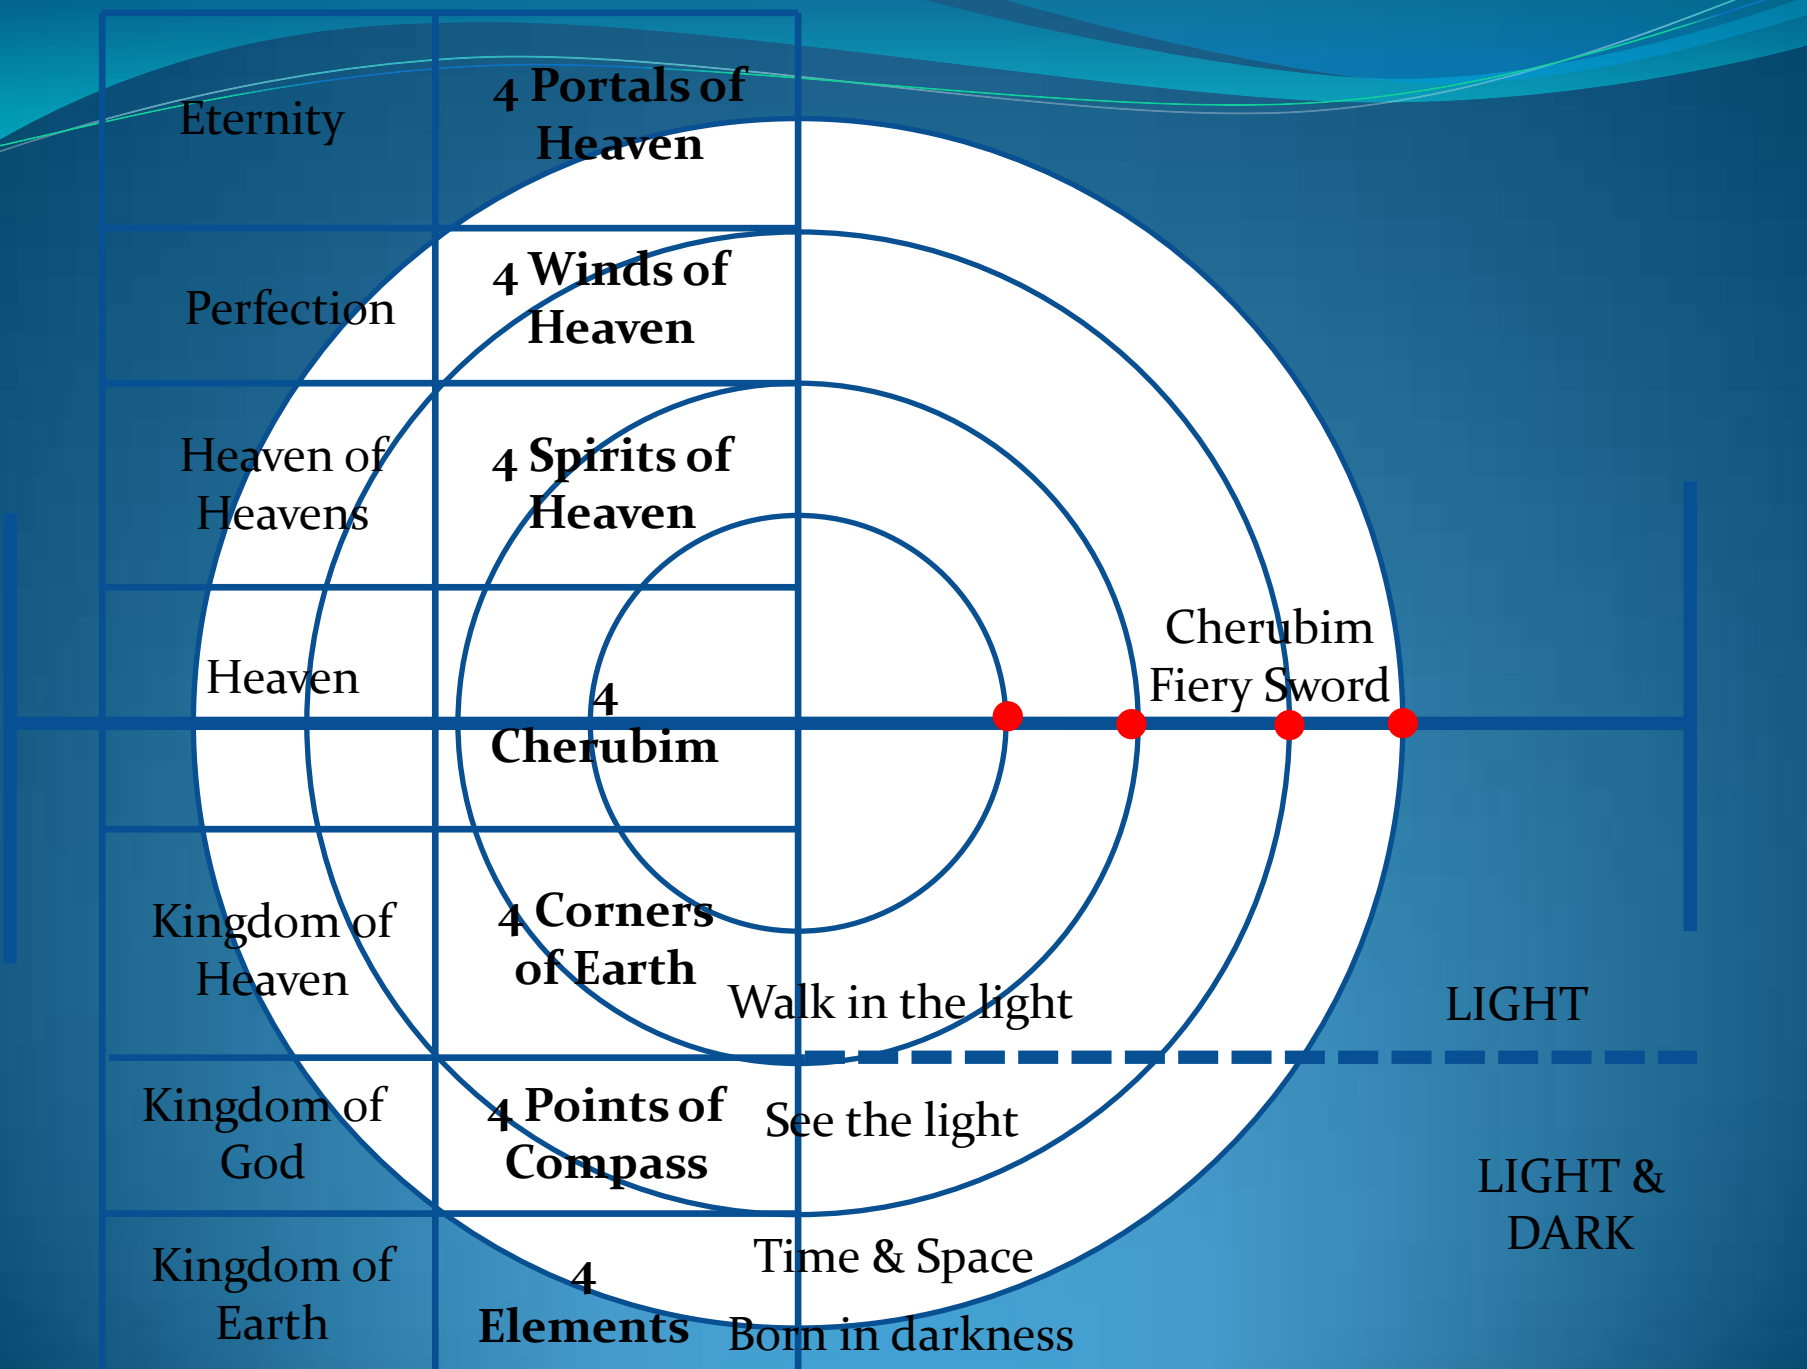 Eternity
4 Portals of
Heaven
Perfection
4 Winds of
Heaven
Heaven of
Heavens
4 Spirits of
Heaven
Heaven
4
Cherubim
Cherubim
Fiery Sword
Kingdom of
Heaven
4 Corners
of Earth
Walk in the light
LIGHT
Kingdom of
God
4 Points of
Compass
See the light
LIGHT &
DARK
Kingdom of
Earth
4
Elements
Time & Space
Born in darkness